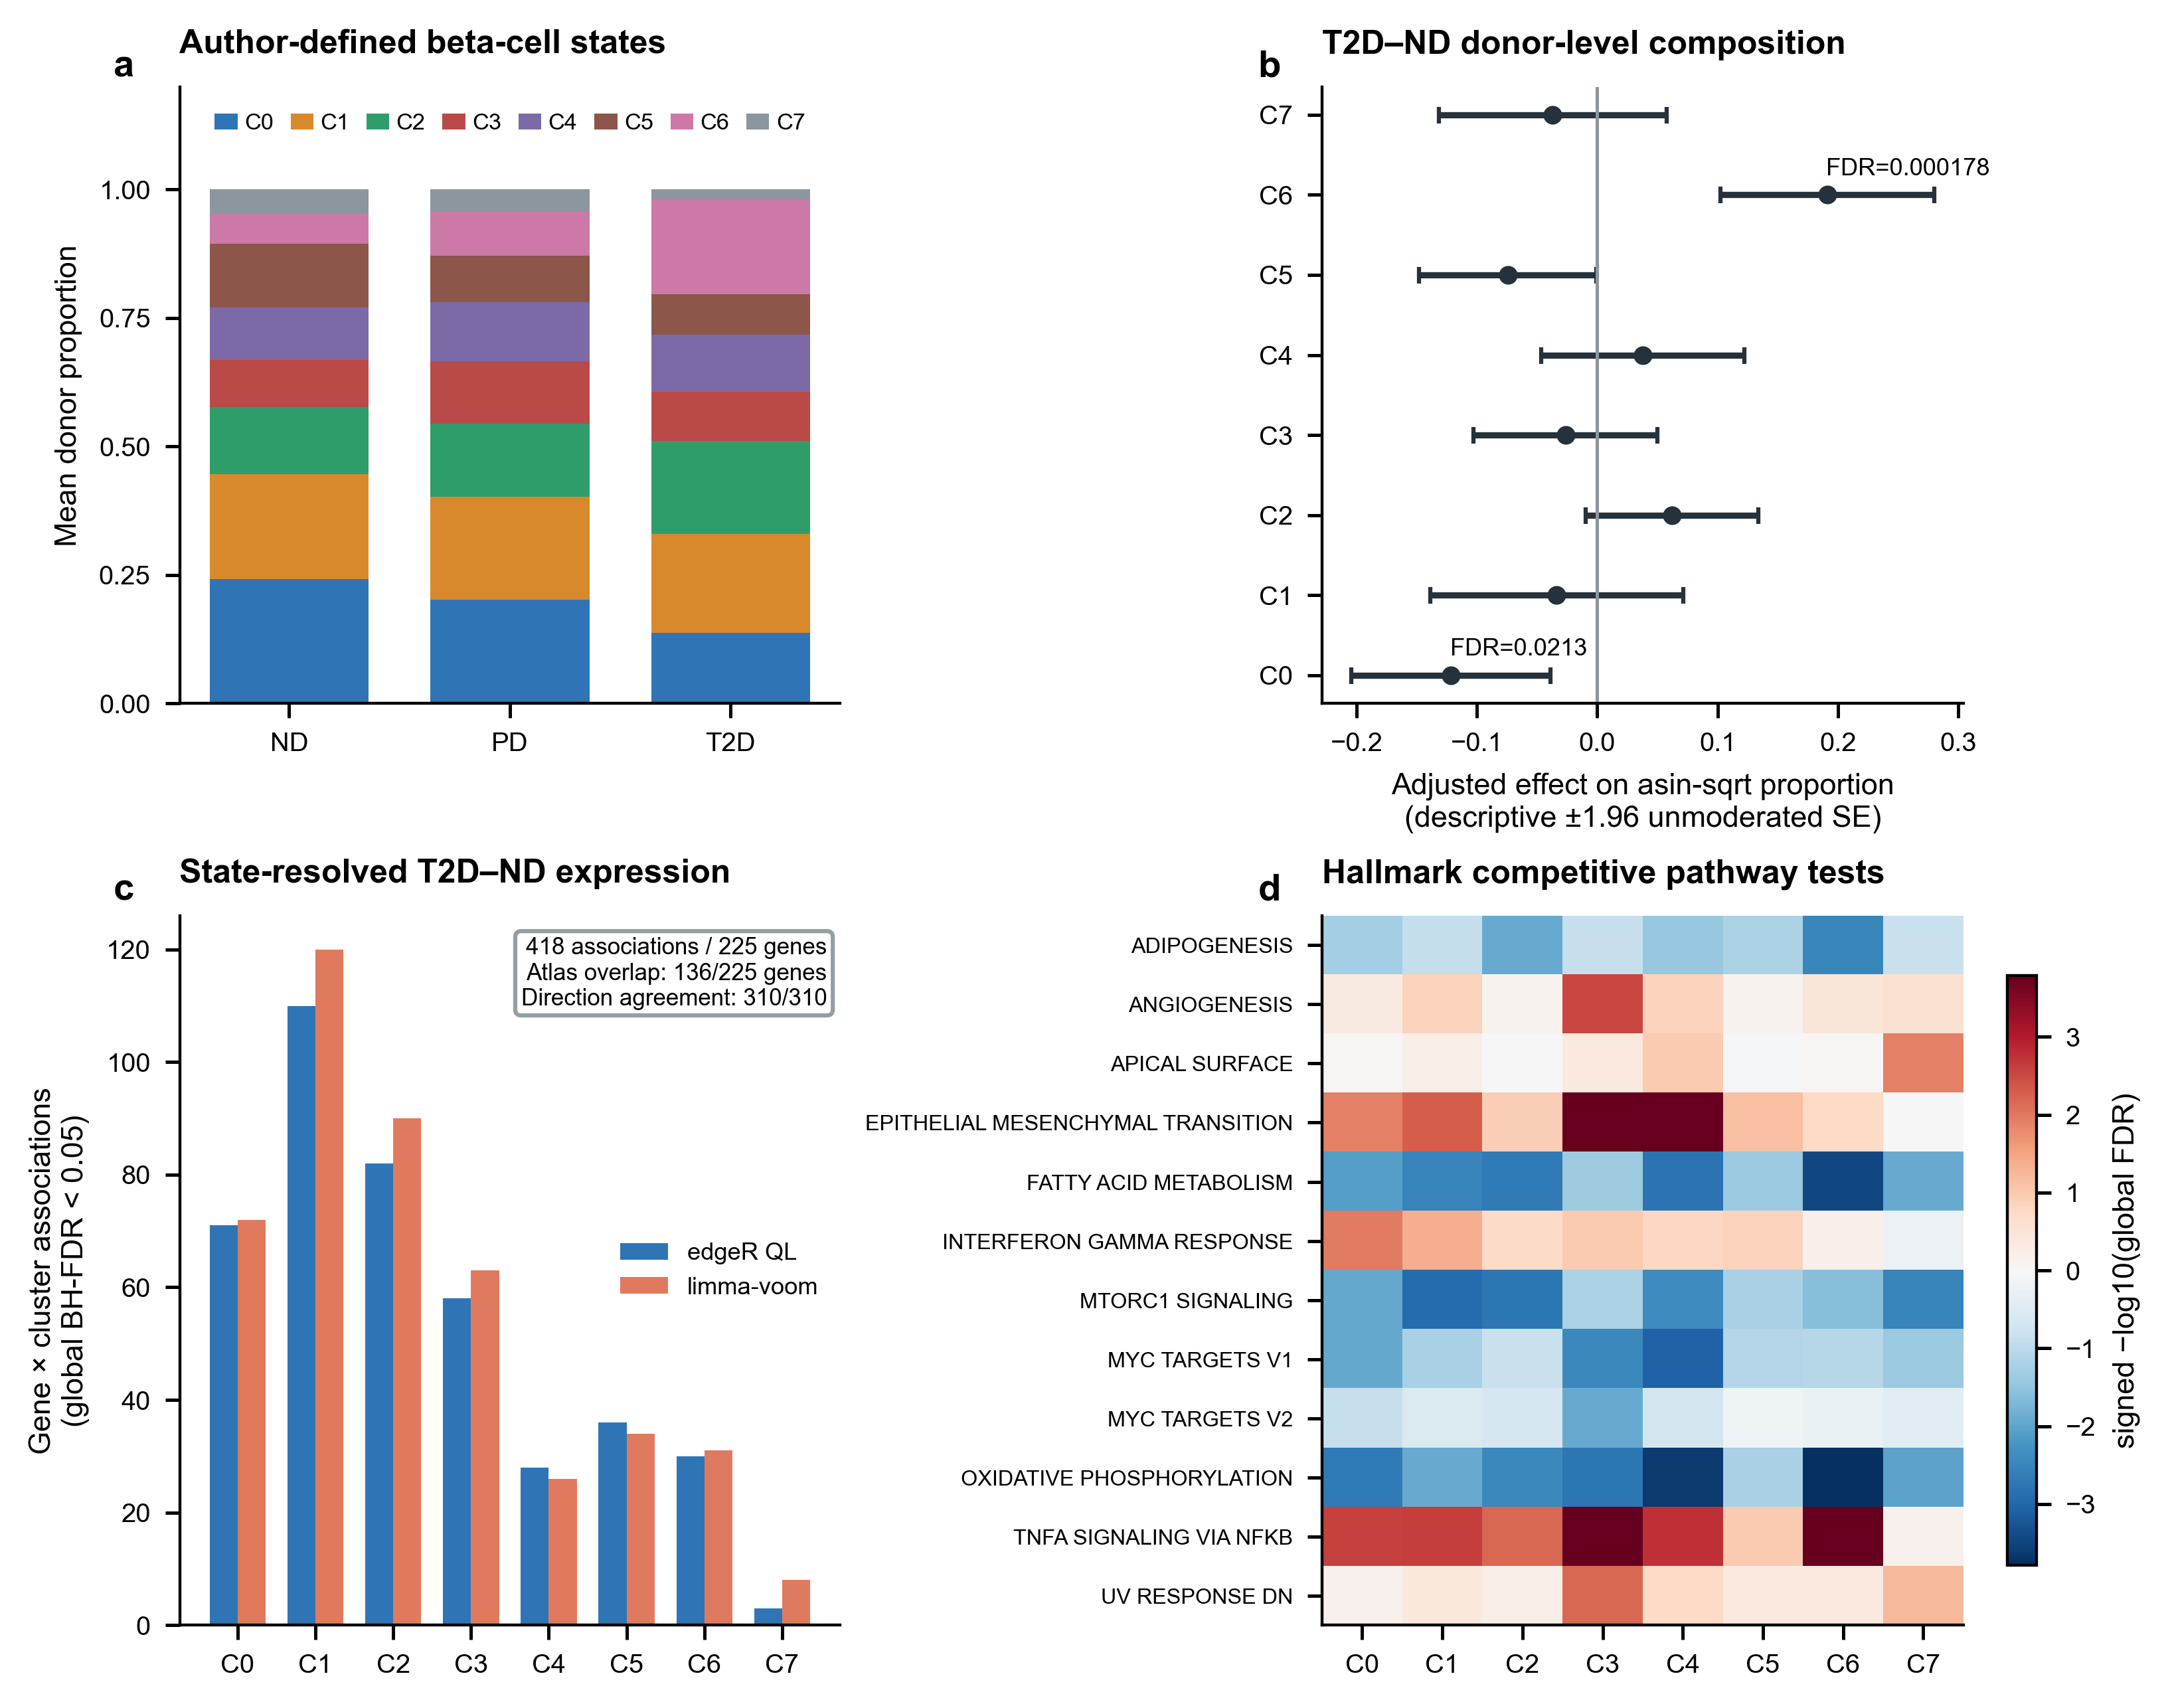 a
Author-defined beta-cell states
C0 C1 C2 C3 C4 C5 C6 C7
Mean donor proportion
1.00
0.75
0.50
0.25
0.00
ND PD T2D
b
T2D–ND donor-level composition
C7
C6
C5
C4
C3
C2
C1
C0
FDR=0.000178
FDR=0.0213
−0.2 −0.1 0.0 0.1 0.2 0.3
Adjusted effect on asin-sqrt proportion
(descriptive ±1.96 unmoderated SE)
c
State-resolved T2D–ND expression
Gene × cluster associations
(global BH-FDR < 0.05)
120
100
80
60
40
20
0
418 associations / 225 genes
Atlas overlap: 136/225 genes
Direction agreement: 310/310
edgeR QL
limma-voom
C0 C1 C2 C3 C4 C5 C6 C7
d
Hallmark competitive pathway tests
ADIPOGENESIS
ANGIOGENESIS
APICAL SURFACE
EPITHELIAL MESENCHYMAL TRANSITION
FATTY ACID METABOLISM
INTERFERON GAMMA RESPONSE
MTORC1 SIGNALING
MYC TARGETS V1
MYC TARGETS V2
OXIDATIVE PHOSPHORYLATION
TNFA SIGNALING VIA NFKB
UV RESPONSE DN
C0 C1 C2 C3 C4 C5 C6 C7
3
2
1
0
−1
−2
−3
signed −log10(global FDR)